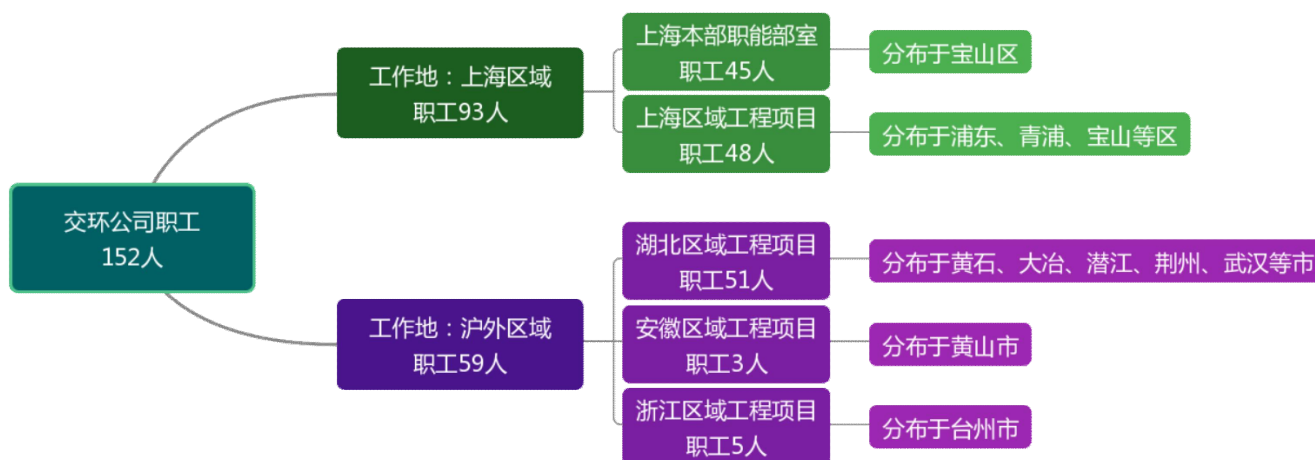 交环公司职工
152人
工作地：上海区域
职工93人
上海本部职能部室
职工45人
分布于宝山区
上海区域工程项目
职工48人
分布于浦东、青浦、宝山等区
工作地：沪外区域
职工59人
湖北区域工程项目
职工51人
分布于黄石、大冶、潜江、荆州、武汉等市
安徽区域工程项目
职工3人
分布于黄山市
浙江区域工程项目
职工5人
分布于台州市